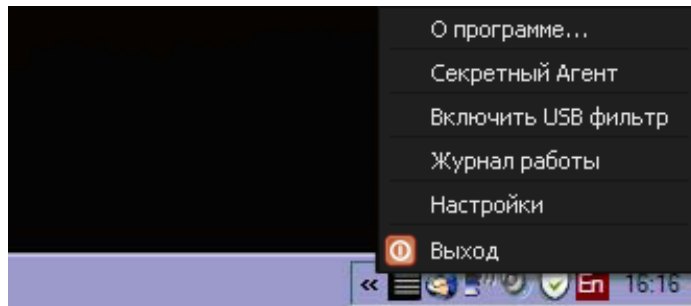 О программе...
Секретный Агент
Включить USB фильтр
Журнал работы
Настройки
Выход
« En 16:16